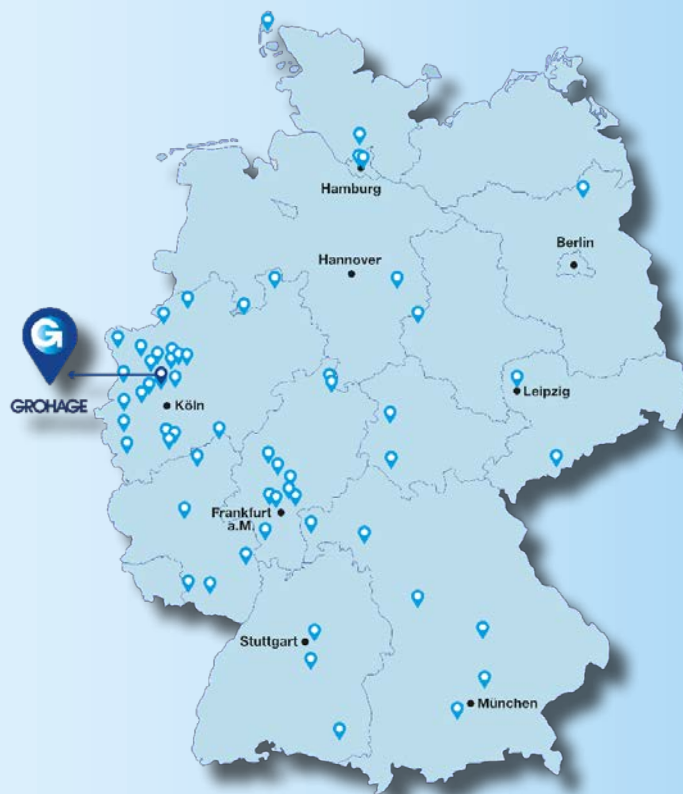 Hamburg
Berlin
Hannover
G
GROHAGE
Köln
Leipzig
Frankfurt
a.M.
Stuttgart
München